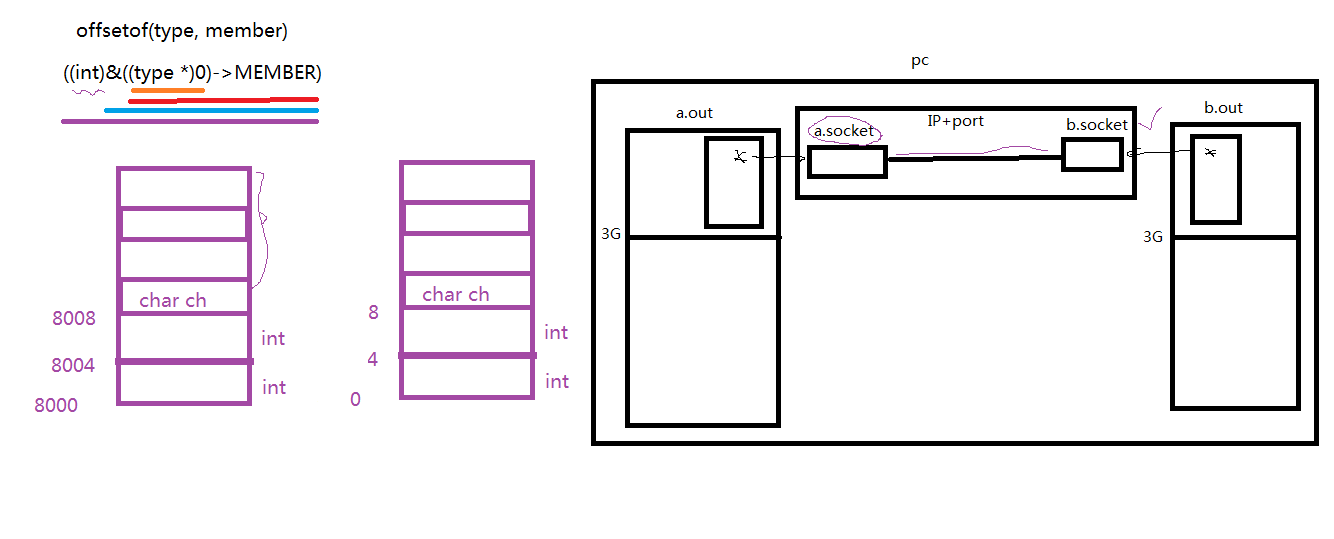 offsetof(type, member)
((int)&((type *)0)->MEMBER)
char ch
8008
int
8004
int
8000
char ch
8
int
4
int
0
pc
a.out
IP+port
b.out
a.socket
b.socket
3G
3G